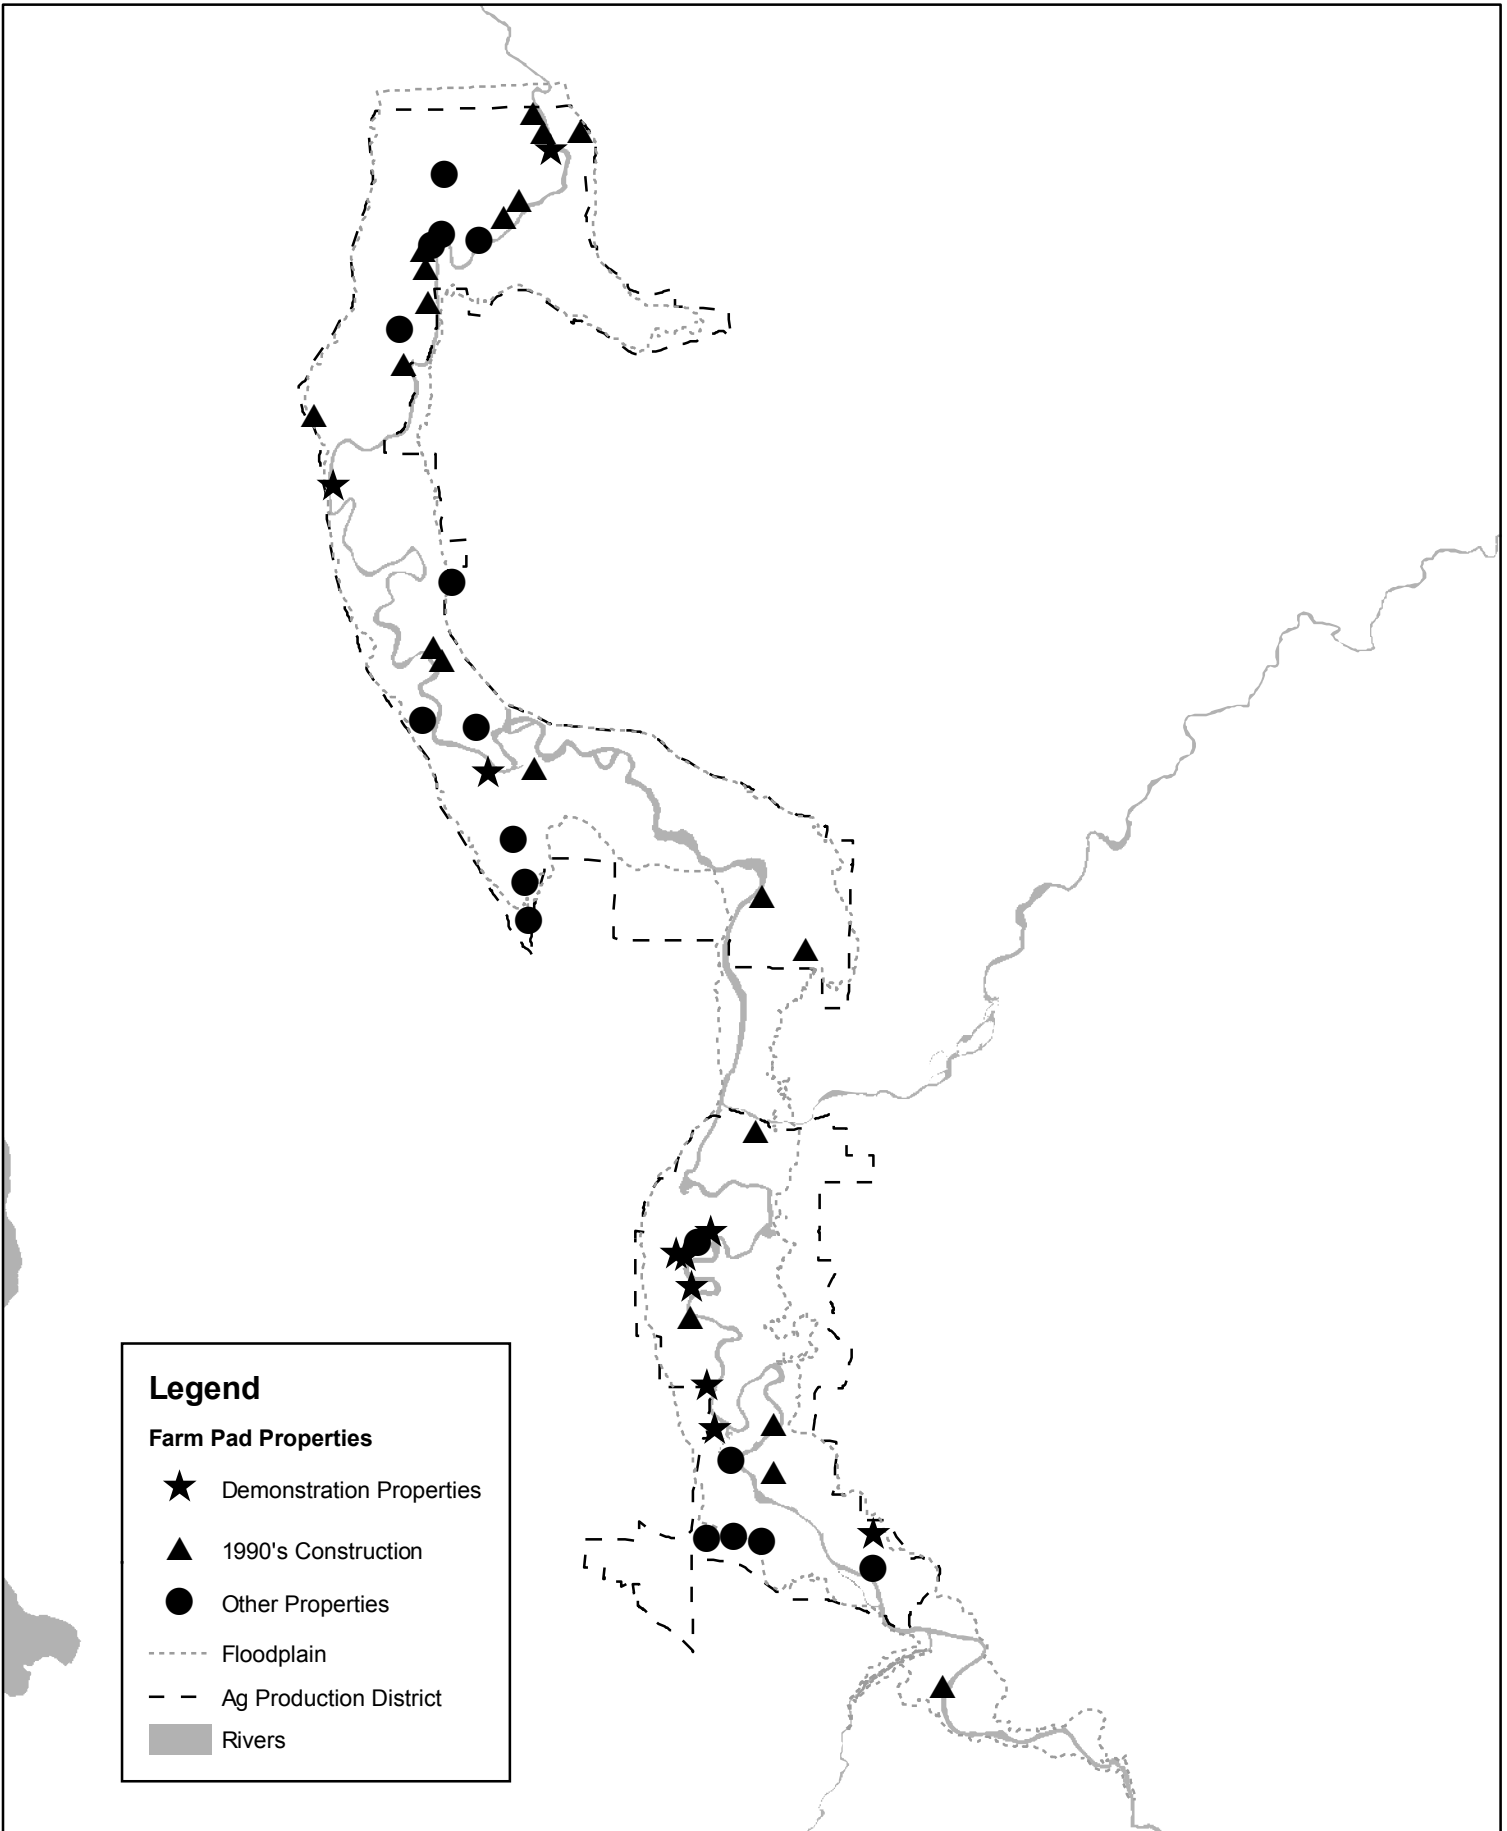 Legend
Farm Pad Properties
Demonstration Properties
1990's Construction
Other Properties
Floodplain
Ag Production District
Rivers